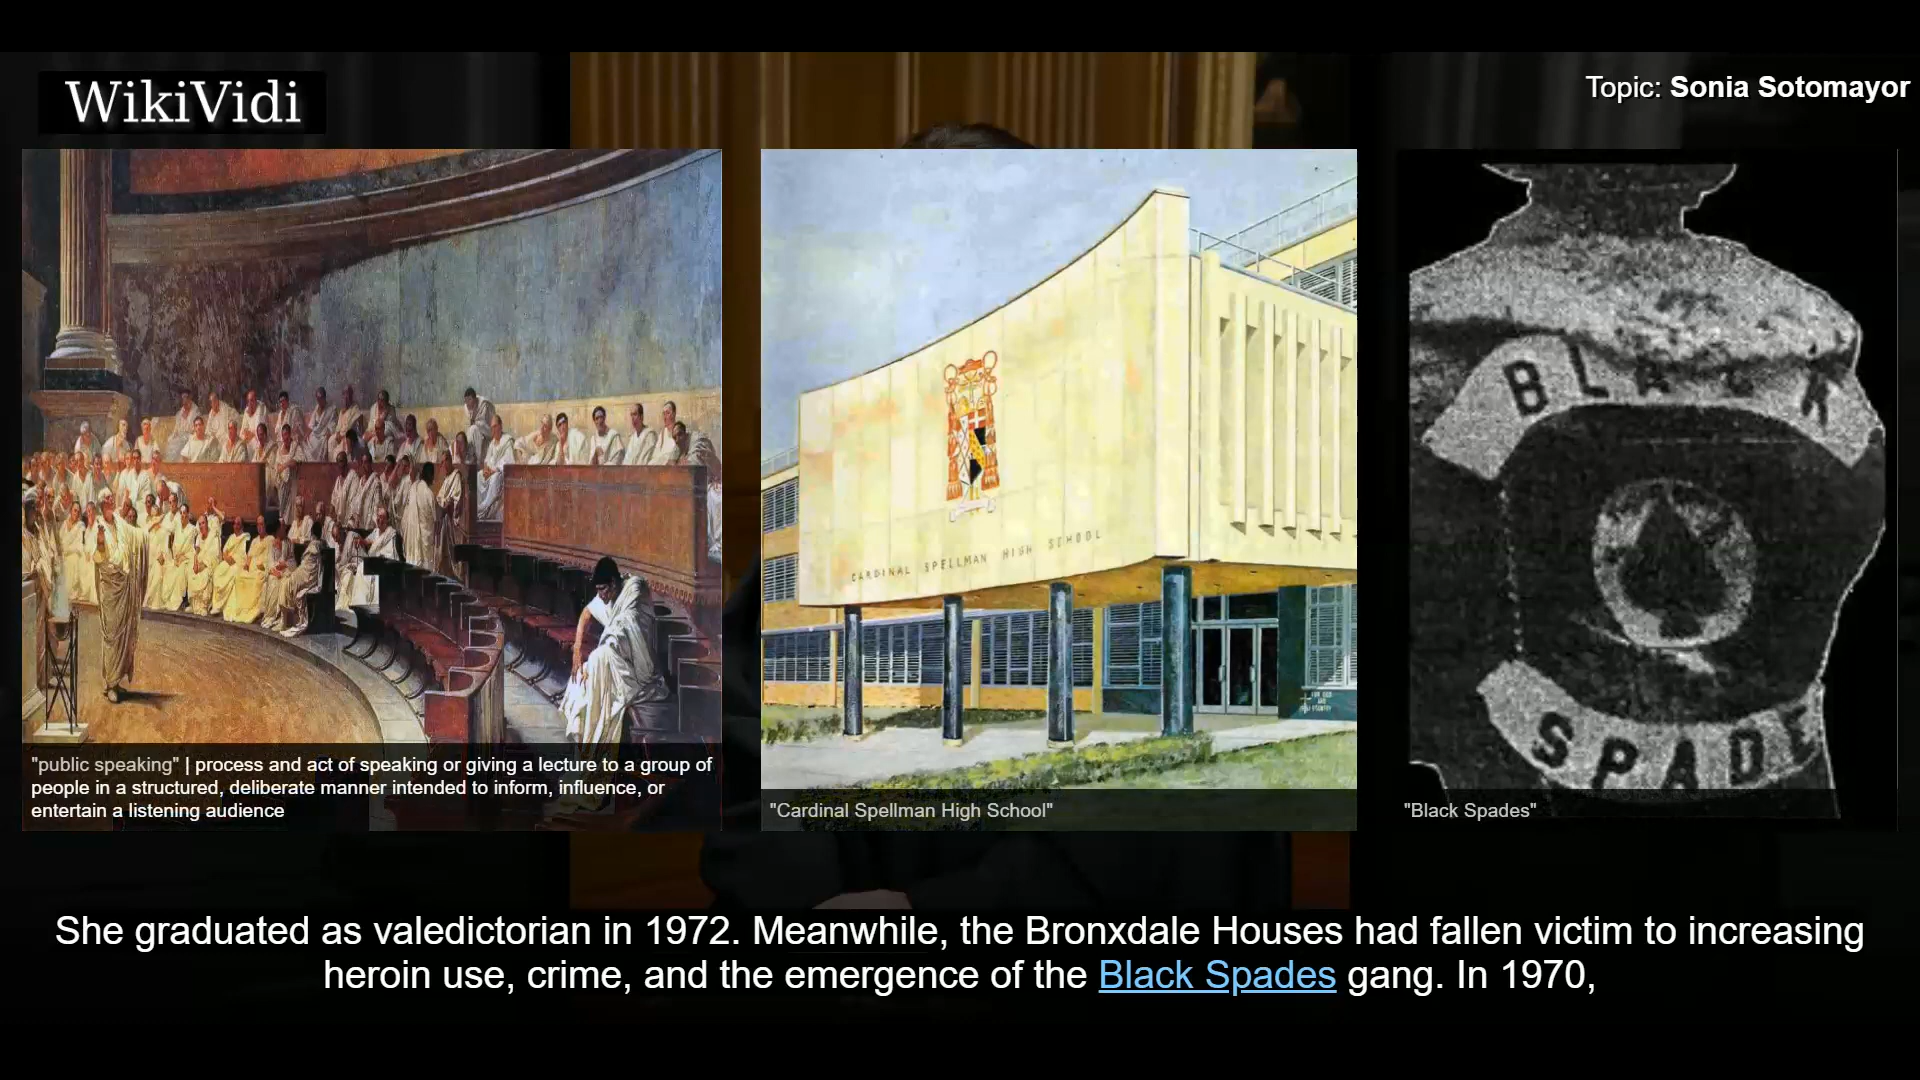 WikiVidi
Topic: Sonia Sotomayor
CARDINAL SPELLMAN HIGH SCHOOL
BLACK
SPADE
"public speaking" | process and act of speaking or giving a lecture to a group of
people in a structured, deliberate manner intended to inform, influence, or
entertain a listening audience
"Cardinal Spellman High School"
"Black Spades"
She graduated as valedictorian in 1972. Meanwhile, the Bronxdale Houses had fallen victim to increasing
heroin use, crime, and the emergence of the Black Spades gang. In 1970,